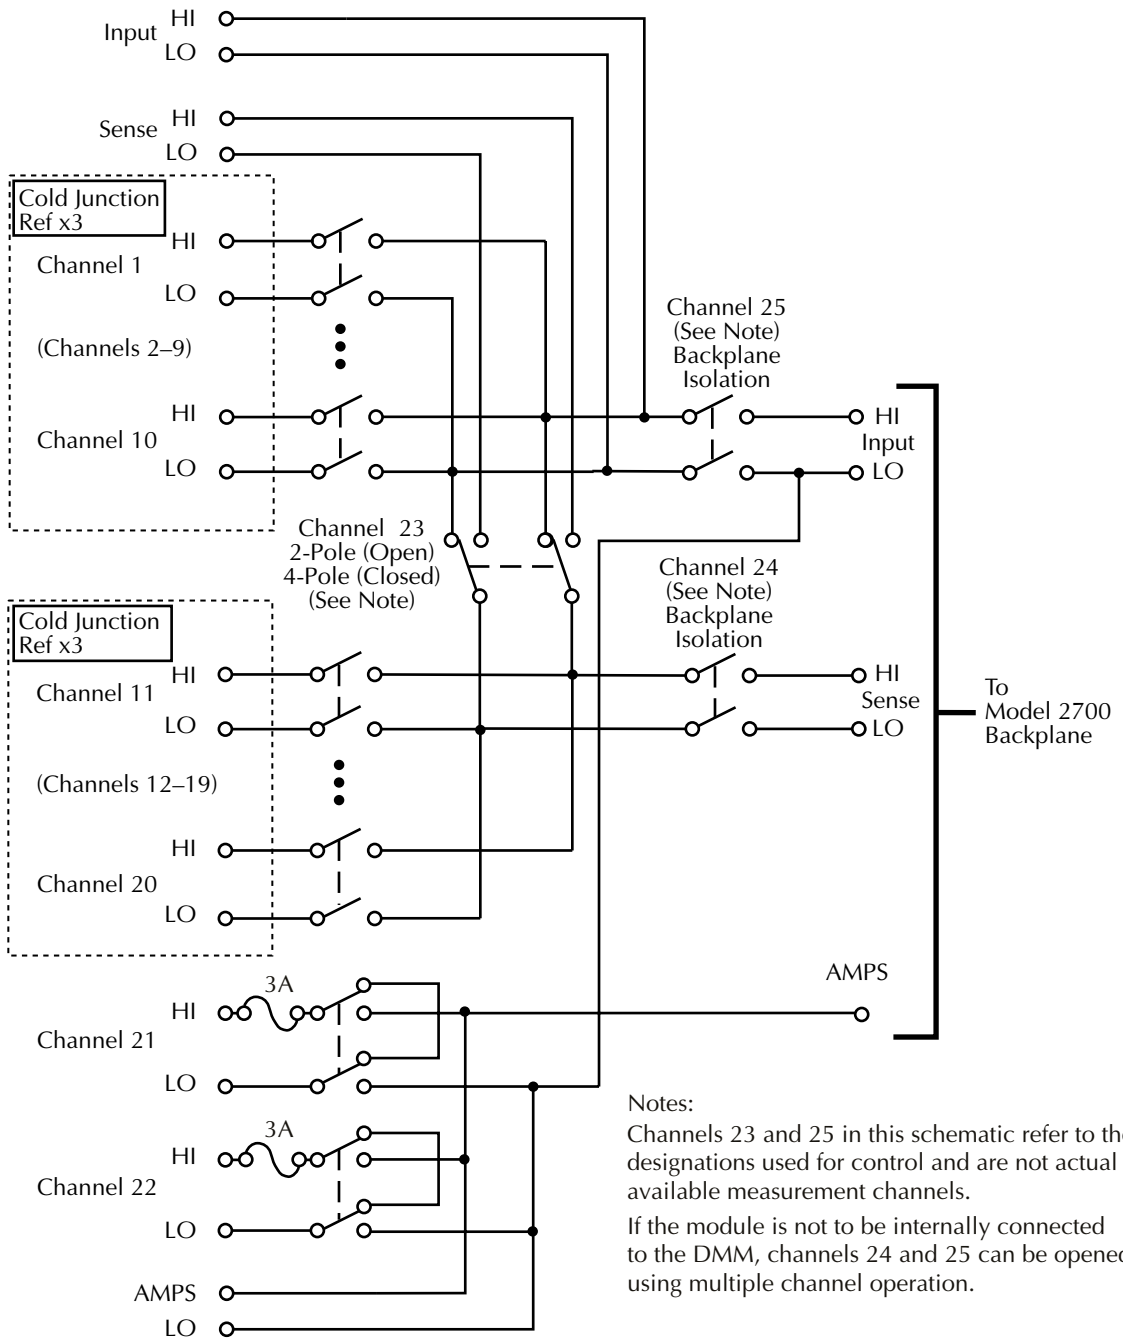 Input
HI
LO
Sense
HI
LO
Cold Junction
Ref x3
HI
Channel 1
LO
(Channels 2–9)
HI
Channel 10
LO
Channel 25
(See Note)
Backplane
Isolation
HI
Input
LO
Channel 23
2-Pole (Open)
4-Pole (Closed)
(See Note)
Channel 24
(See Note)
Backplane
Isolation
Cold Junction
Ref x3
HI
Channel 11
LO
HI
Sense
LO
To
Model 2700
Backplane
(Channels 12–19)
HI
Channel 20
LO
AMPS
3A
HI
Channel 21
LO
3A
HI
Channel 22
LO
AMPS
LO
Notes:
Channels 23 and 25 in this schematic refer to the
designations used for control and are not actual
available measurement channels.
If the module is not to be internally connected
to the DMM, channels 24 and 25 can be opened
using multiple channel operation.